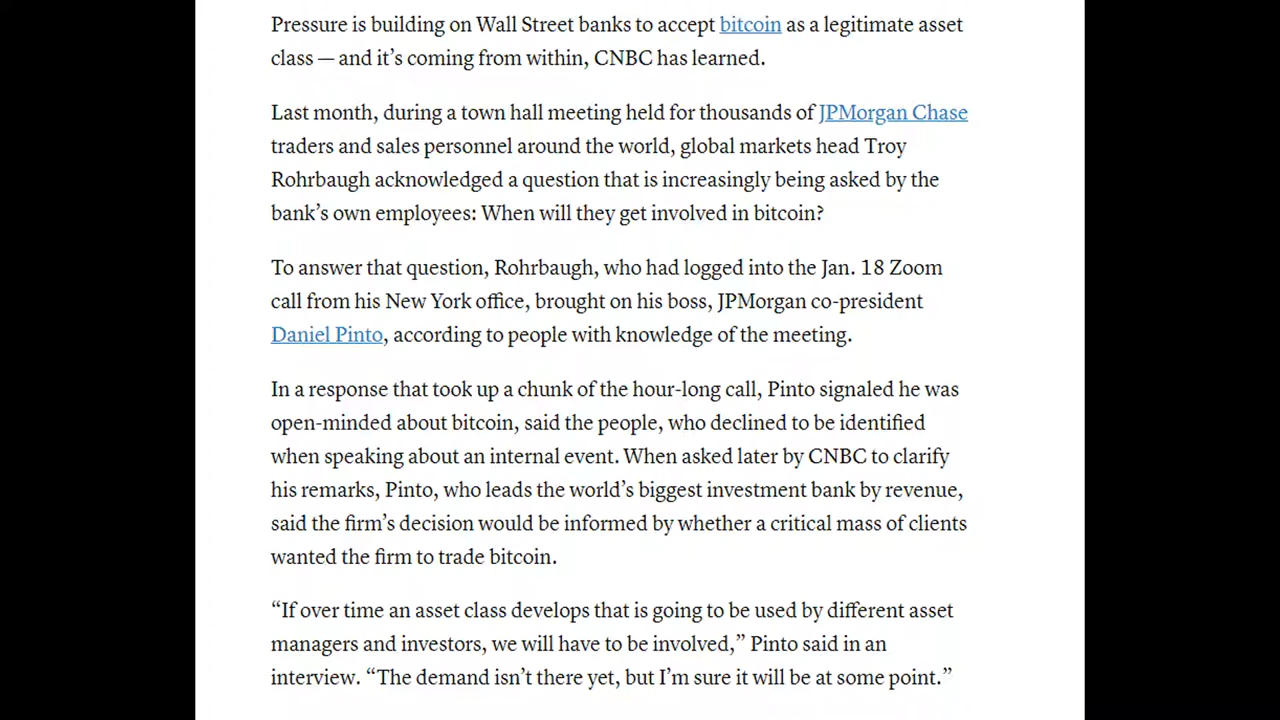 Pressure is building on Wall Street banks to accept bitcoin as a legitimate asset
class — and it’s coming from within, CNBC has learned.
Last month, during a town hall meeting held for thousands of JPMorgan Chase
traders and sales personnel around the world, global markets head Troy
Rohrbaugh acknowledged a question that is increasingly being asked by the
bank’s own employees: When will they get involved in bitcoin?
To answer that question, Rohrbaugh, who had logged into the Jan. 18 Zoom
call from his New York office, brought on his boss, JPMorgan co-president
Daniel Pinto, according to people with knowledge of the meeting.
In a response that took up a chunk of the hour-long call, Pinto signaled he was
open-minded about bitcoin, said the people, who declined to be identified
when speaking about an internal event. When asked later by CNBC to clarify
his remarks, Pinto, who leads the world’s biggest investment bank by revenue,
said the firm’s decision would be informed by whether a critical mass of clients
wanted the firm to trade bitcoin.
“If over time an asset class develops that is going to be used by different asset
managers and investors, we will have to be involved,” Pinto said in an
interview. “The demand isn’t there yet, but I’m sure it will be at some point.”